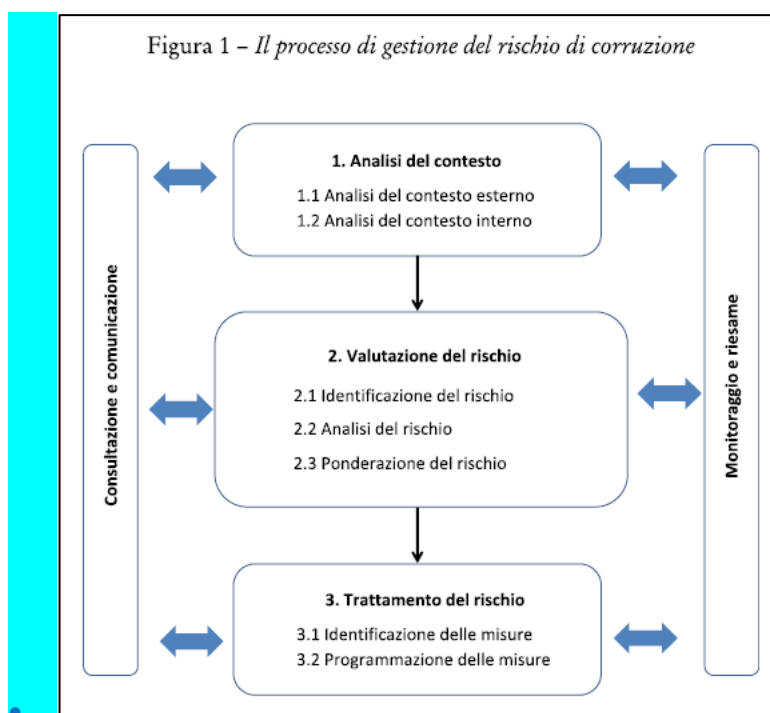 Figura 1 – Il processo di gestione del rischio di corruzione
Consultazione e comunicazione
1. Analisi del contesto
1.1 Analisi del contesto esterno
1.2 Analisi del contesto interno
2. Valutazione del rischio
2.1 Identificazione del rischio
2.2 Analisi del rischio
2.3 Ponderazione del rischio
3. Trattamento del rischio
3.1 Identificazione delle misure
3.2 Programmazione delle misure
Monitoraggio e riesame